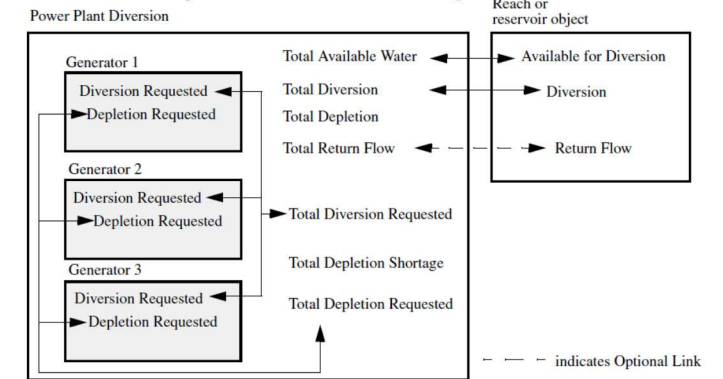 Reach or
reservoir object
Power Plant Diversion
Generator 1
Diversion Requested
Depletion Requested
Generator 2
Diversion Requested
Depletion Requested
Generator 3
Diversion Requested
Depletion Requested
Total Available Water
Total Diversion
Total Depletion
Total Return Flow
Total Diversion Requested
Total Depletion Shortage
Total Depletion Requested
Available for Diversion
Diversion
Return Flow
indicates Optional Link